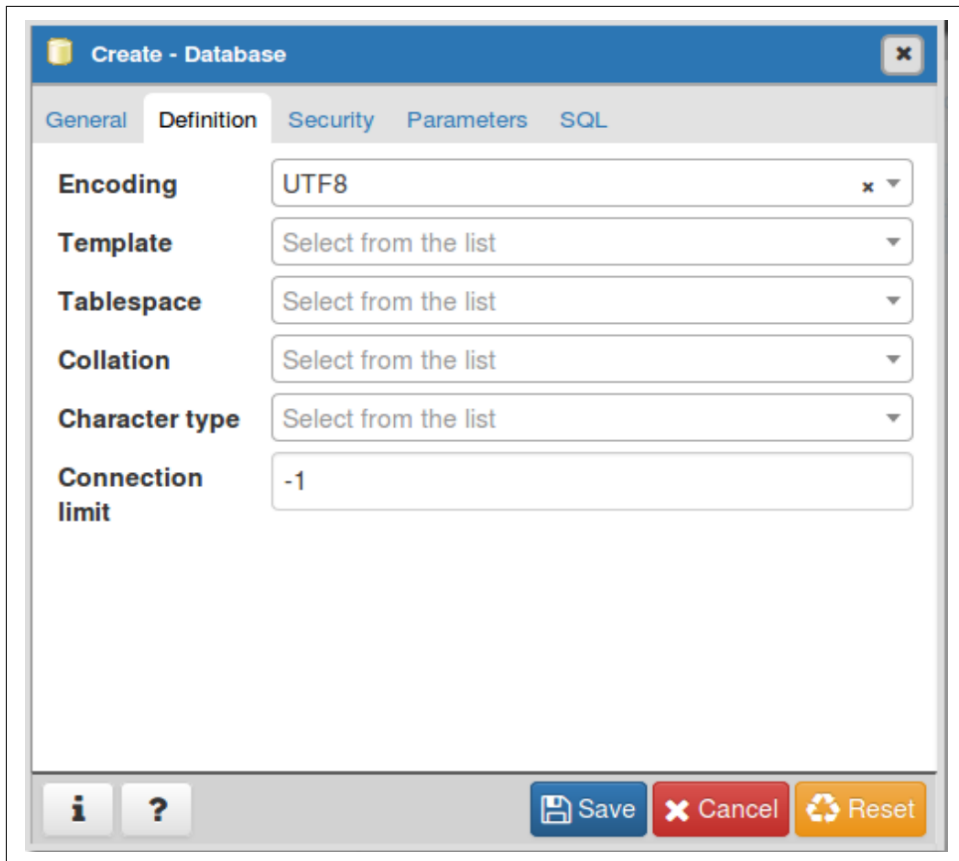 Create - Database
General Definition Security Parameters SQL
Encoding UTF8
Template Select from the list
Tablespace Select from the list
Collation Select from the list
Character type Select from the list
Connection
limit -1
i ? Save Cancel Reset